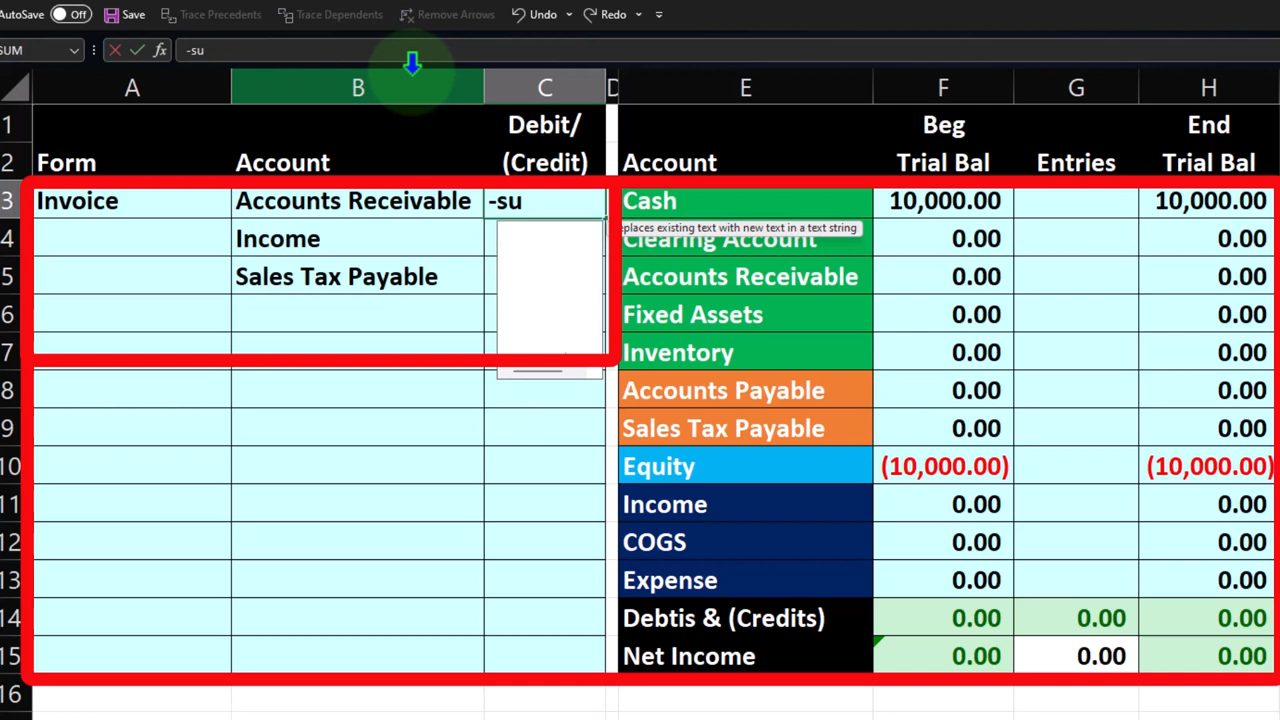 AutoSave Off Save Trace Precedents Trace Dependents Remove Arrows Undo Redo
SUM fx -su
A B C D E F G H
1 Debit/ Beg End
2 Form Account (Credit) Account Trial Bal Entries Trial Bal
3 Invoice Accounts Receivable -su Cash 10,000.00 10,000.00
places existing text with new text in a text string
4 Income Clearing Account 0.00 0.00
5 Sales Tax Payable Accounts Receivable 0.00 0.00
6 Fixed Assets 0.00 0.00
7 Inventory 0.00 0.00
8 Accounts Payable 0.00 0.00
9 Sales Tax Payable 0.00 0.00
10 Equity (10,000.00) (10,000.00)
11 Income 0.00 0.00
12 COGS 0.00 0.00
13 Expense 0.00 0.00
14 Debtis & (Credits) 0.00 0.00 0.00
15 Net Income 0.00 0.00 0.00
16